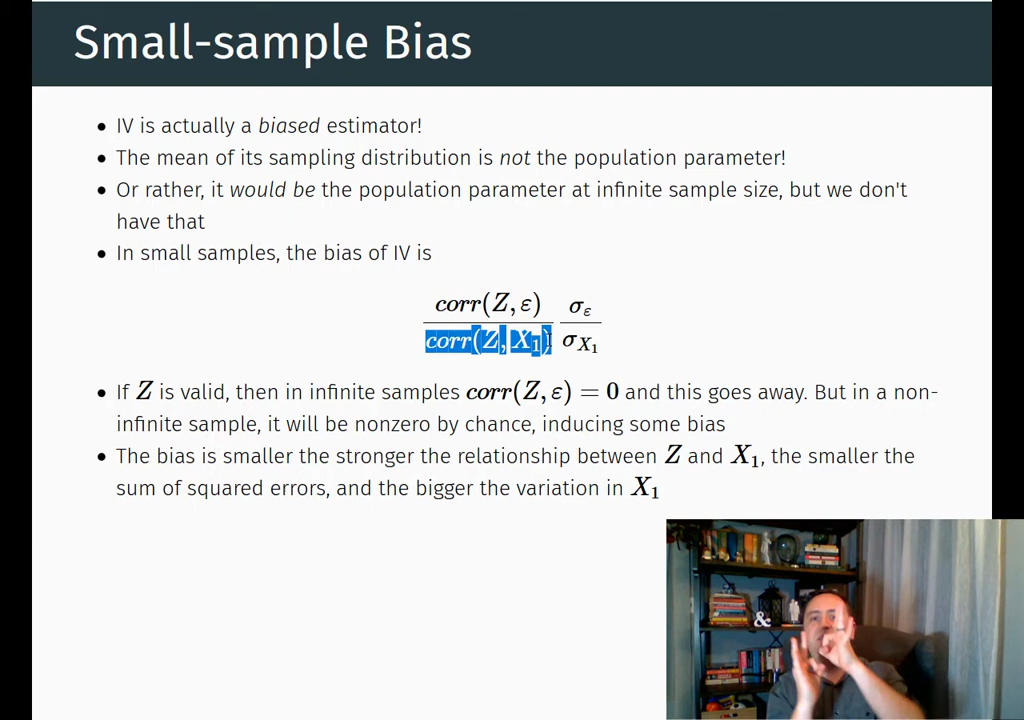 Small-sample Bias
• IV is actually a biased estimator!
• The mean of its sampling distribution is not the population parameter!
• Or rather, it would be the population parameter at infinite sample size, but we don't
have that
• In small samples, the bias of IV is
corr(Z, ε) σε
corr(Z, X₁) σX₁
• If Z is valid, then in infinite samples corr(Z, ε) = 0 and this goes away. But in a non-
infinite sample, it will be nonzero by chance, inducing some bias
• The bias is smaller the stronger the relationship between Z and X₁, the smaller the
sum of squared errors, and the bigger the variation in X₁
&